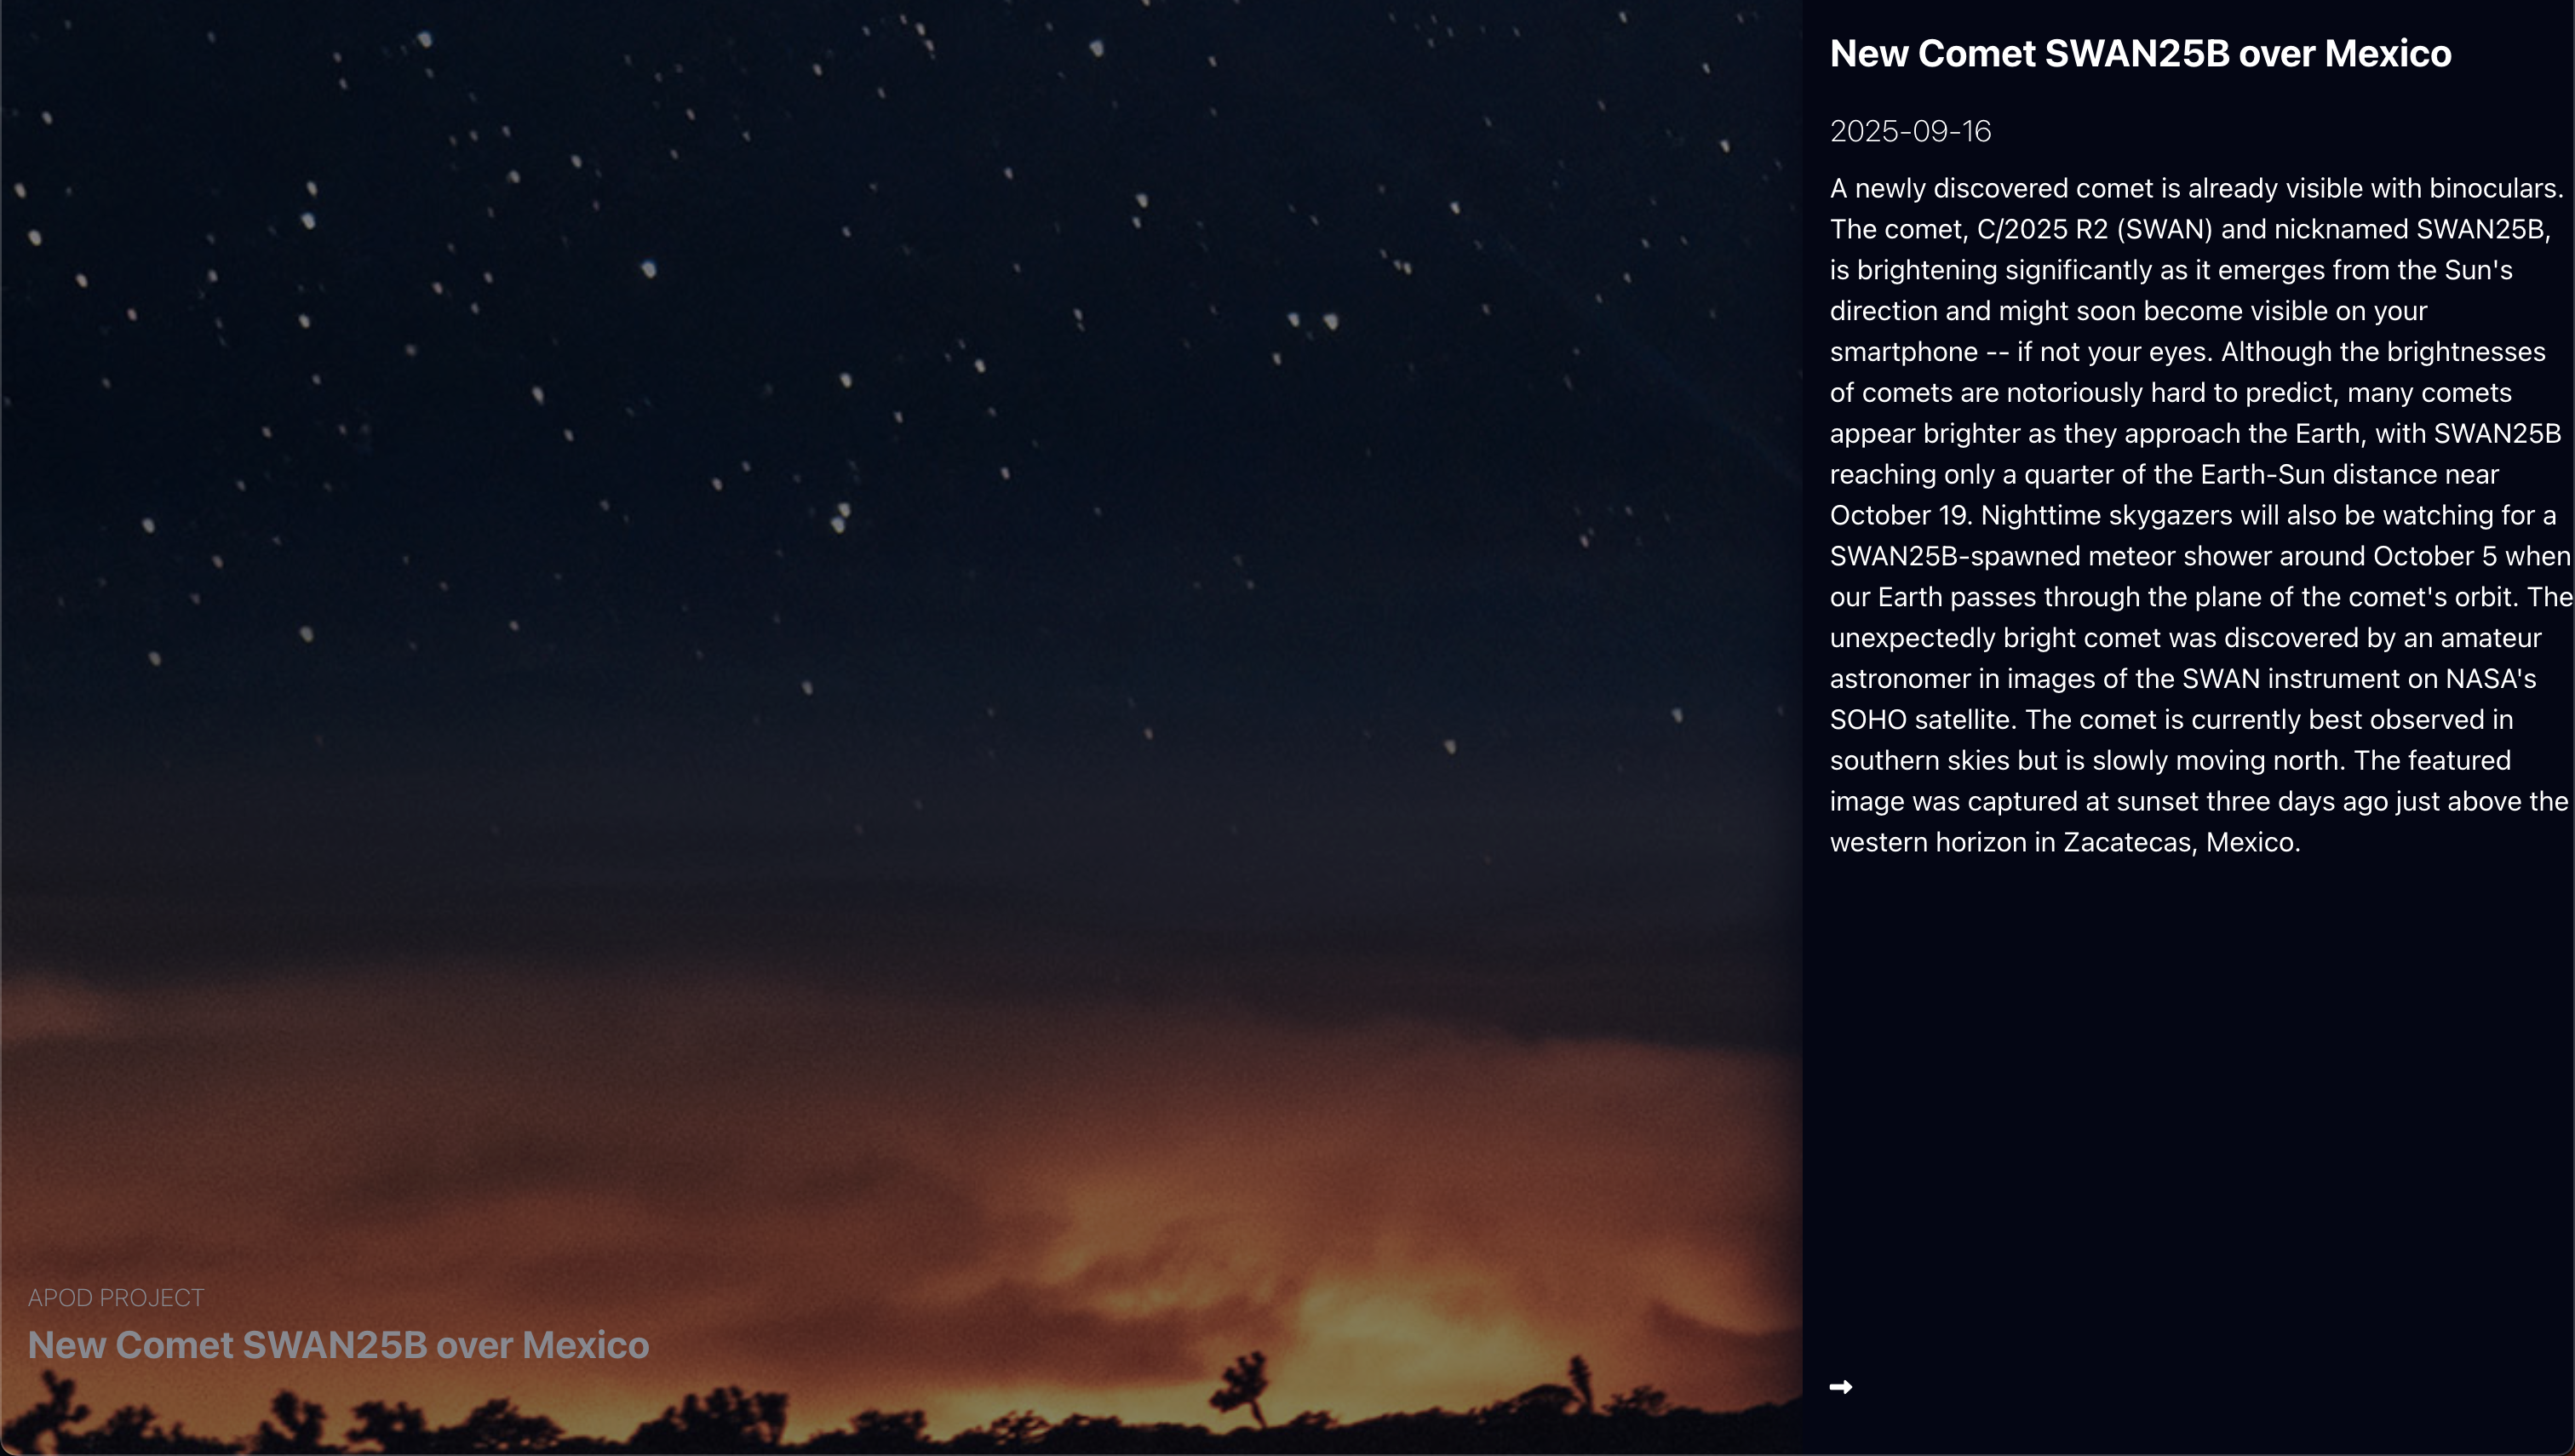 New Comet SWAN25B over Mexico
2025-09-16
A newly discovered comet is already visible with binoculars.
The comet, C/2025 R2 (SWAN) and nicknamed SWAN25B,
is brightening significantly as it emerges from the Sun's
direction and might soon become visible on your
smartphone -- if not your eyes. Although the brightnesses
of comets are notoriously hard to predict, many comets
appear brighter as they approach the Earth, with SWAN25B
reaching only a quarter of the Earth-Sun distance near
October 19. Nighttime skygazers will also be watching for a
SWAN25B-spawned meteor shower around October 5 when
our Earth passes through the plane of the comet's orbit. The
unexpectedly bright comet was discovered by an amateur
astronomer in images of the SWAN instrument on NASA's
SOHO satellite. The comet is currently best observed in
southern skies but is slowly moving north. The featured
image was captured at sunset three days ago just above the
western horizon in Zacatecas, Mexico.
APOD PROJECT
New Comet SWAN25B over Mexico